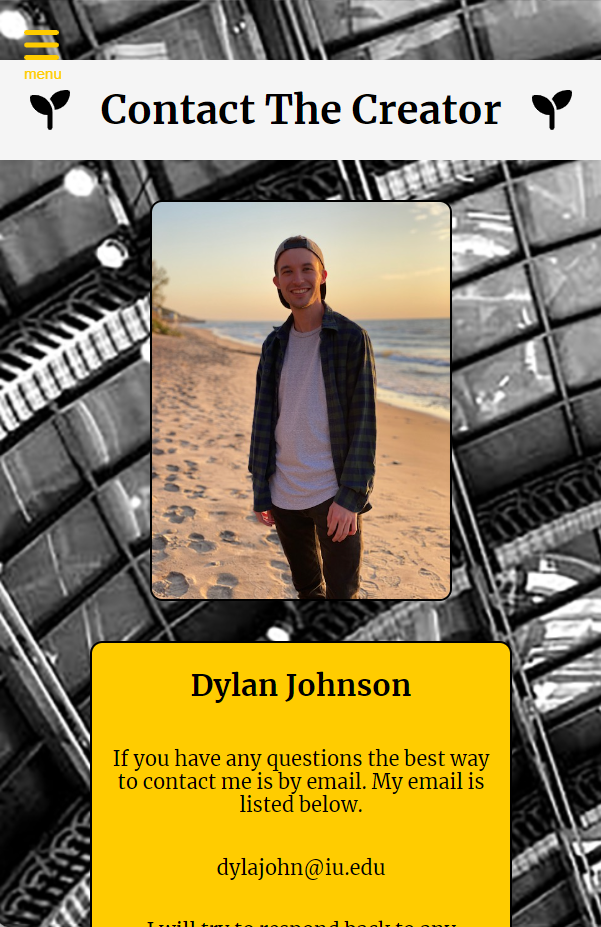 menu
Contact The Creator
Dylan Johnson
If you have any questions the best way
to contact me is by email. My email is
listed below.
dylajohn@iu.edu
I will try to respond back to any